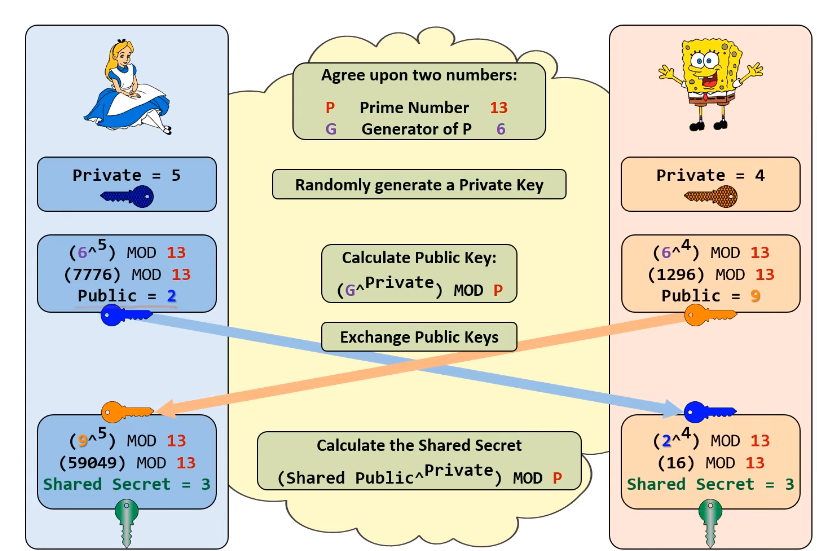 Agree upon two numbers:
P Prime Number 13
G Generator of P 6
Private = 5
Randomly generate a Private Key
Private = 4
(6^5) MOD 13
(7776) MOD 13
Public = 2
Calculate Public Key:
(G^Private) MOD P
(6^4) MOD 13
(1296) MOD 13
Public = 9
Exchange Public Keys
(9^5) MOD 13
(59049) MOD 13
Shared Secret = 3
Calculate the Shared Secret
(Shared Public^Private) MOD P
(2^4) MOD 13
(16) MOD 13
Shared Secret = 3